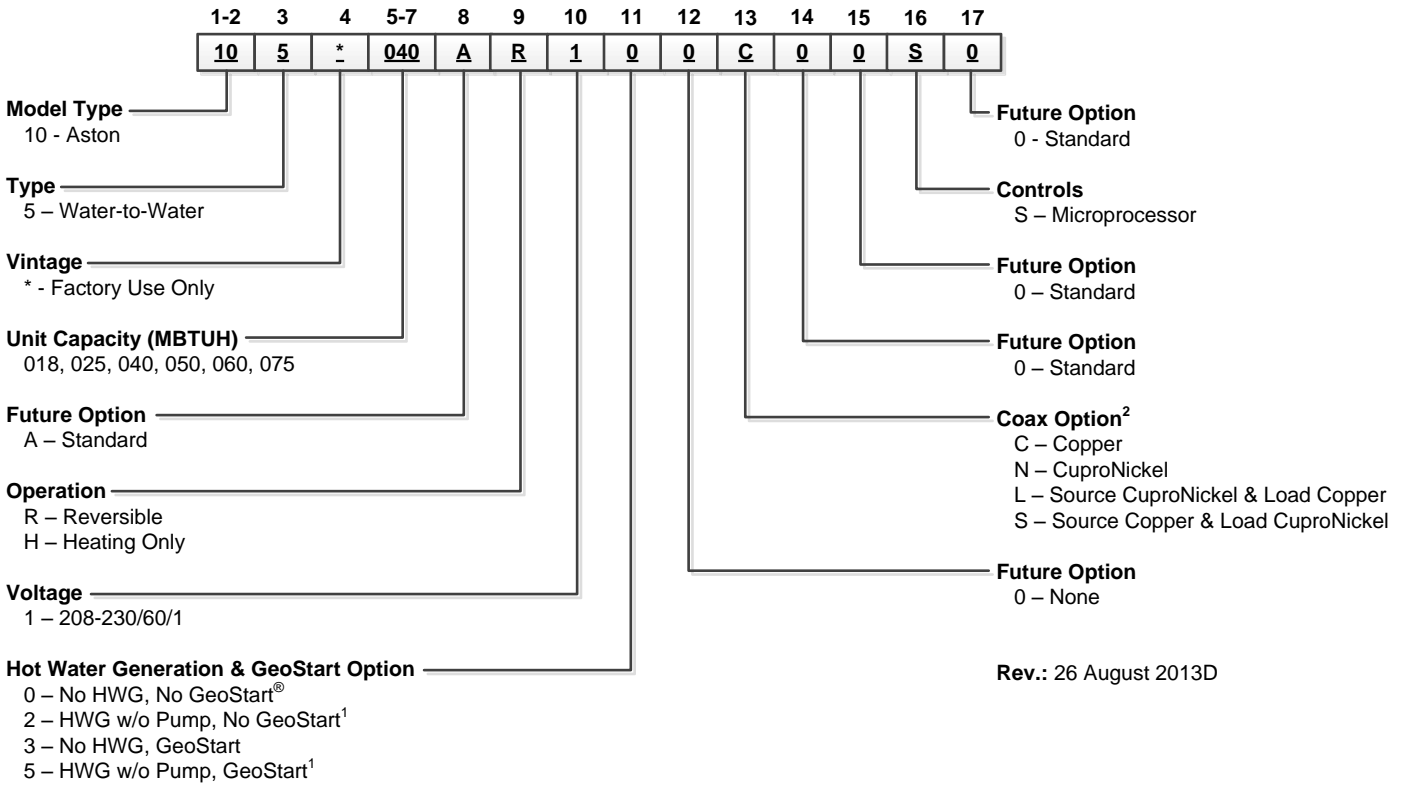 1-2 3 4 5-7 8 9 10 11 12 13 14 15 16 17
10 5 * 040 A R 1 0 0 C 0 0 S 0
Model Type
10 - Aston
Type
5 – Water-to-Water
Vintage
* - Factory Use Only
Unit Capacity (MBTUH)
018, 025, 040, 050, 060, 075
Future Option
A – Standard
Operation
R – Reversible
H – Heating Only
Voltage
1 – 208-230/60/1
Hot Water Generation & GeoStart Option
0 – No HWG, No GeoStart®
2 – HWG w/o Pump, No GeoStart¹
3 – No HWG, GeoStart
5 – HWG w/o Pump, GeoStart¹
Future Option
0 - Standard
Controls
S – Microprocessor
Future Option
0 – Standard
Future Option
0 – Standard
Coax Option²
C – Copper
N – CuproNickel
L – Source CuproNickel & Load Copper
S – Source Copper & Load CuproNickel
Future Option
0 – None
Rev.: 26 August 2013D